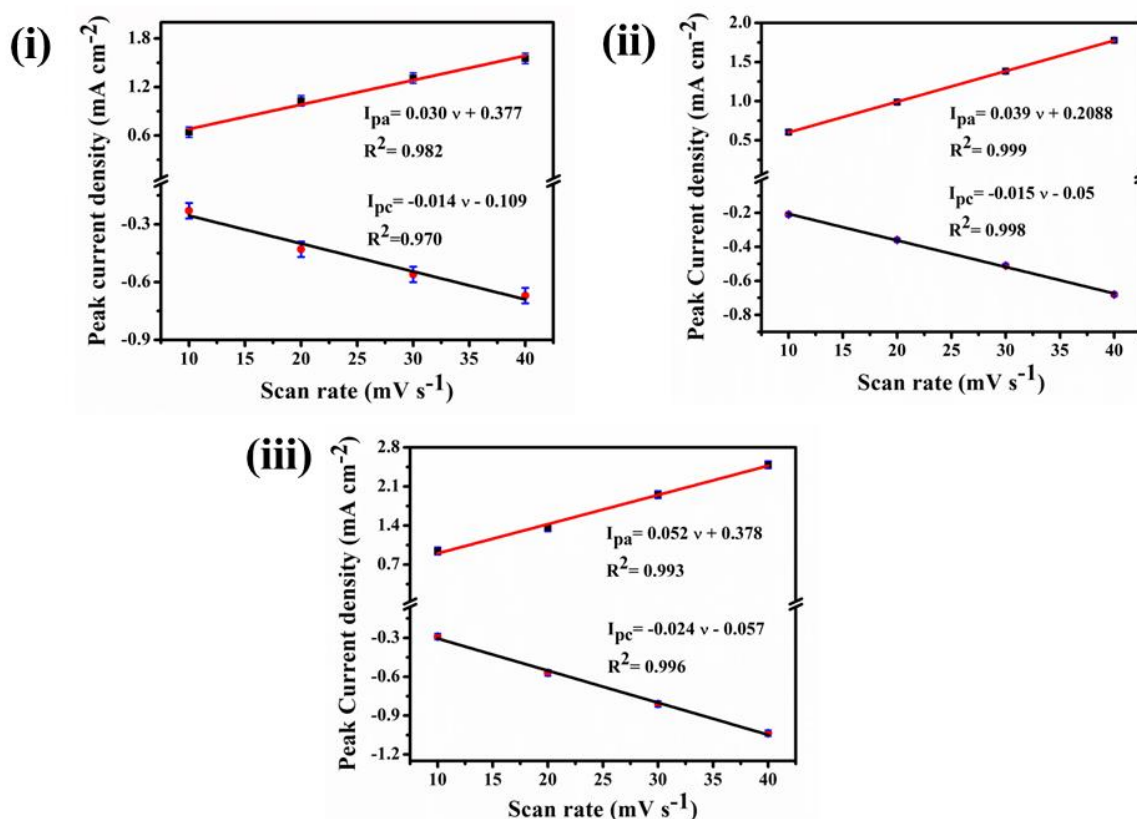 (i)
Peak current density (mA cm⁻²)
1.8
1.2
0.6
-0.3
-0.6
-0.9
I_pa= 0.030 ν + 0.377
R²= 0.982
I_pc= -0.014 ν - 0.109
R²=0.970
10 15 20 25 30 35 40
Scan rate (mV s⁻¹)
(ii)
Peak Current density (mA cm⁻²)
2.0
1.5
1.0
0.5
-0.2
-0.4
-0.6
-0.8
I_pa= 0.039 ν + 0.2088
R²= 0.999
I_pc= -0.015 ν - 0.05
R²= 0.998
10 15 20 25 30 35 40
Scan rate (mV s⁻¹)
(iii)
Peak Current density (mA cm⁻²)
2.8
2.1
1.4
0.7
-0.3
-0.6
-0.9
-1.2
I_pa= 0.052 ν + 0.378
R²= 0.993
I_pc= -0.024 ν - 0.057
R²= 0.996
10 15 20 25 30 35 40
Scan rate (mV s⁻¹)